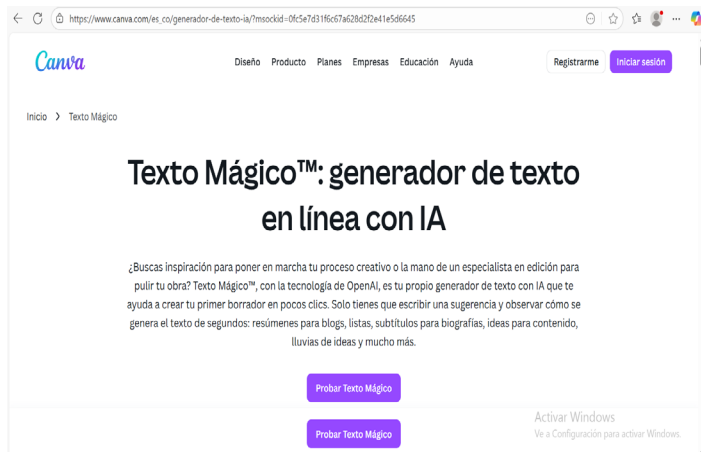 https://www.canva.com/es_co/generador-de-texto-ia/?msockid=0fc5e7d31f6c67a628d2f2e41e5d6645
Canva
Diseño Producto Planes Empresas Educación Ayuda
Registrarme
Iniciar sesión
Inicio > Texto Mágico
Texto Mágico™: generador de texto
en línea con IA
¿Buscas inspiración para poner en marcha tu proceso creativo o la mano de un especialista en edición para
pulir tu obra? Texto Mágico™, con la tecnología de OpenAI, es tu propio generador de texto con IA que te
ayuda a crear tu primer borrador en pocos clics. Solo tienes que escribir una sugerencia y observar cómo se
genera el texto de segundos: resúmenes para blogs, listas, subtítulos para biografías, ideas para contenido,
lluvias de ideas y mucho más.
Probar Texto Mágico
Probar Texto Mágico
Activar Windows
Ve a Configuración para activar Windows.